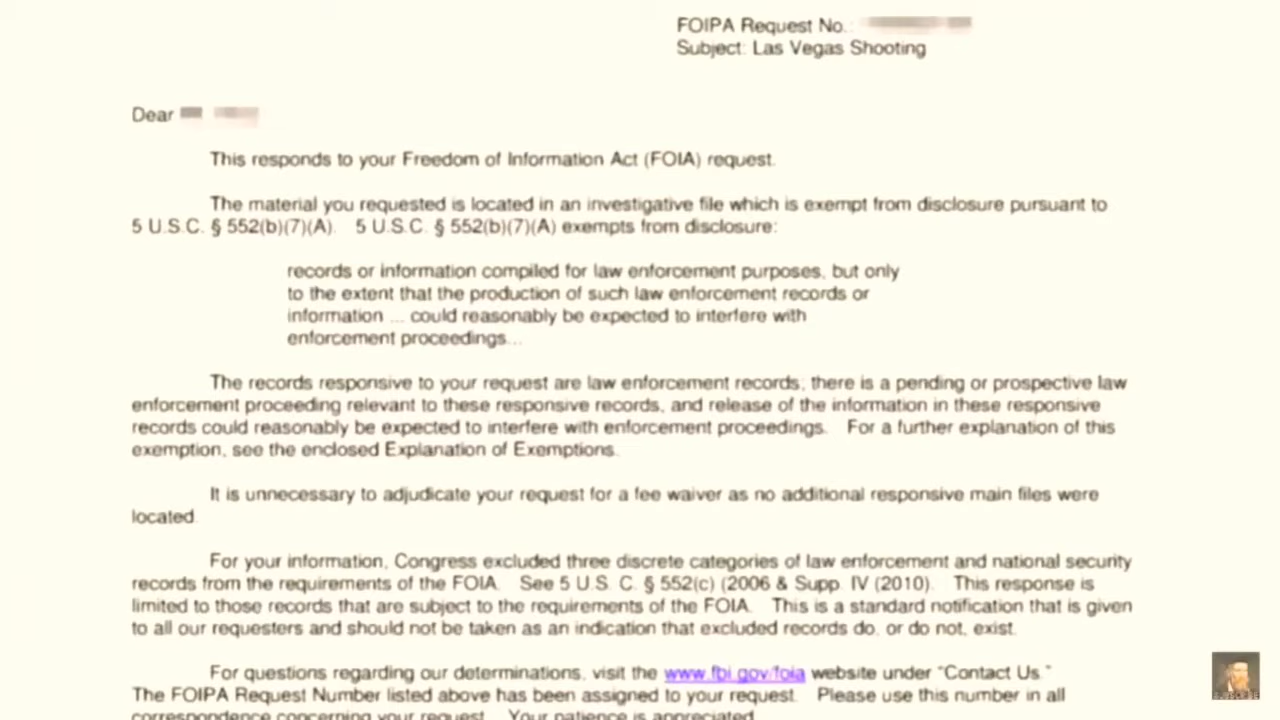 FOIPA Request No.:
Subject: Las Vegas Shooting
Dear
This responds to your Freedom of Information Act (FOIA) request.
The material you requested is located in an investigative file which is exempt from disclosure pursuant to
5 U.S.C. § 552(b)(7)(A). 5 U.S.C. § 552(b)(7)(A) exempts from disclosure:
records or information compiled for law enforcement purposes, but only
to the extent that the production of such law enforcement records or
information ... could reasonably be expected to interfere with
enforcement proceedings...
The records responsive to your request are law enforcement records; there is a pending or prospective law
enforcement proceeding relevant to these responsive records, and release of the information in these responsive
records could reasonably be expected to interfere with enforcement proceedings. For a further explanation of this
exemption, see the enclosed Explanation of Exemptions.
It is unnecessary to adjudicate your request for a fee waiver as no additional responsive main files were
located.
For your information, Congress excluded three discrete categories of law enforcement and national security
records from the requirements of the FOIA. See 5 U.S. C. § 552(c) (2006 & Supp. IV (2010). This response is
limited to those records that are subject to the requirements of the FOIA. This is a standard notification that is given
to all our requesters and should not be taken as an indication that excluded records do, or do not, exist.
For questions regarding our determinations, visit the www.fbi.gov/foia website under "Contact Us."
The FOIPA Request Number listed above has been assigned to your request. Please use this number in all
correspondence concerning your request. Your patience is appreciated.